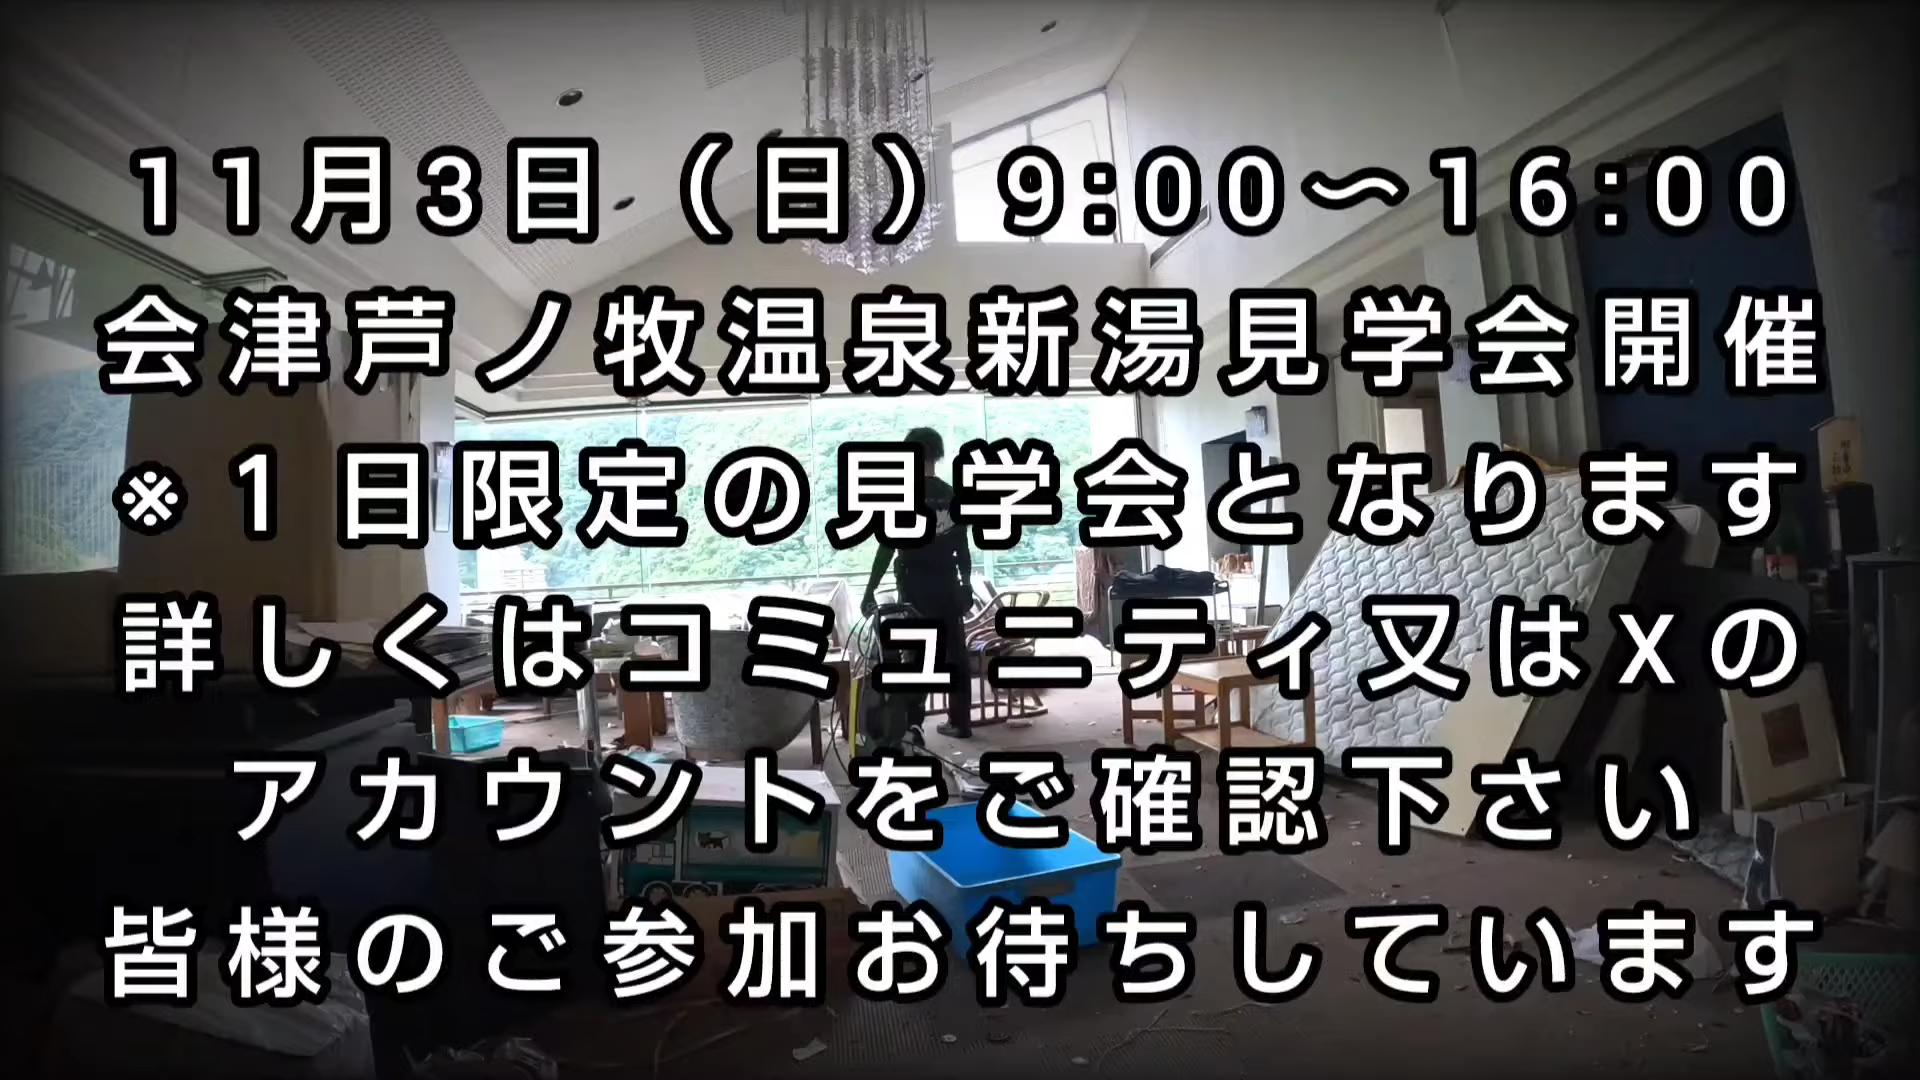 11月3日（日）9:00〜16:00
会津芦ノ牧温泉新湯見学会開催
※１日限定の見学会となります
詳しくはコミュニティ又はXの
アカウントをご確認下さい
皆様のご参加お待ちしています